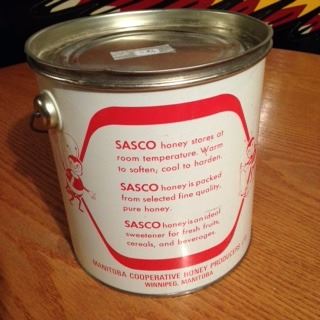 SASCO honey stores at
room temperature. Warm
to soften; cool to harden.
SASCO honey is packed
from selected fine quality,
pure honey.
SASCO honey is an ideal
sweetener for fresh fruit,
cereals, and beverages.
MANITOBA COOPERATIVE HONEY PRODUCERS
WINNIPEG, MANITOBA